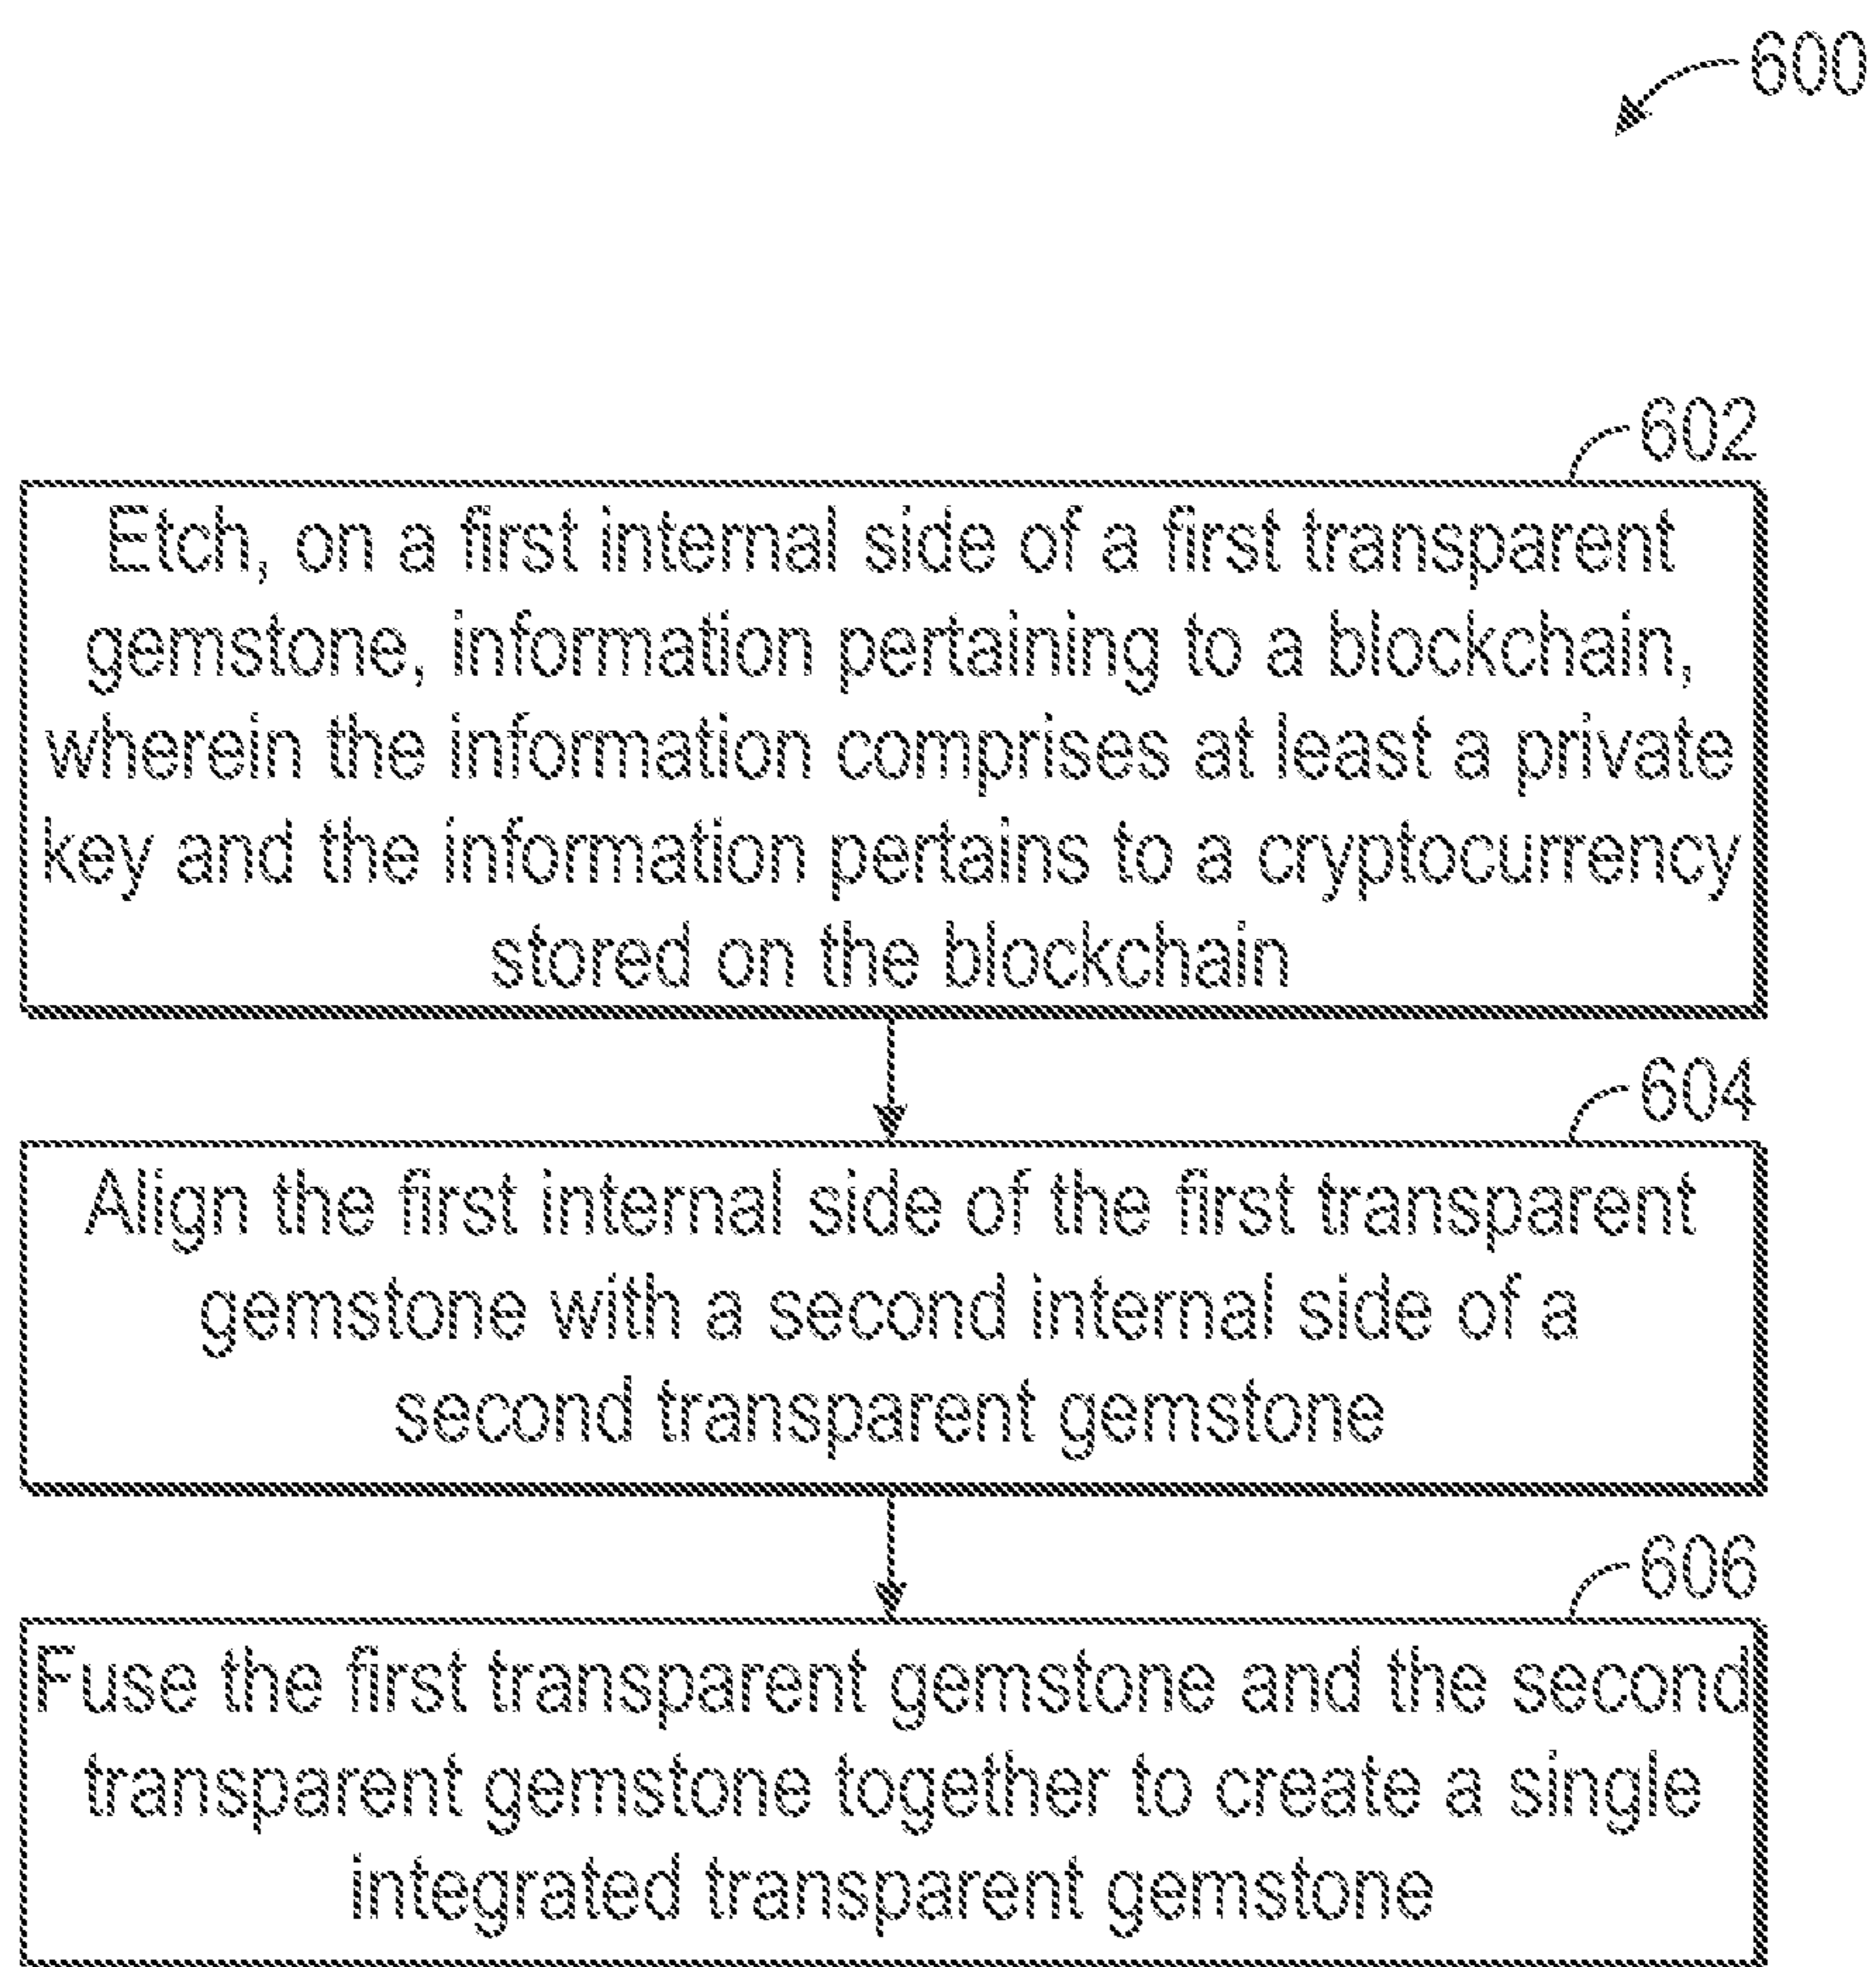 600
602
Etch, on a first internal side of a first transparent
gemstone, information pertaining to a blockchain,
wherein the information comprises at least a private
key and the information pertains to a cryptocurrency
stored on the blockchain
604
Align the first internal side of the first transparent
gemstone with a second internal side of a
second transparent gemstone
606
Fuse the first transparent gemstone and the second
transparent gemstone together to create a single
integrated transparent gemstone